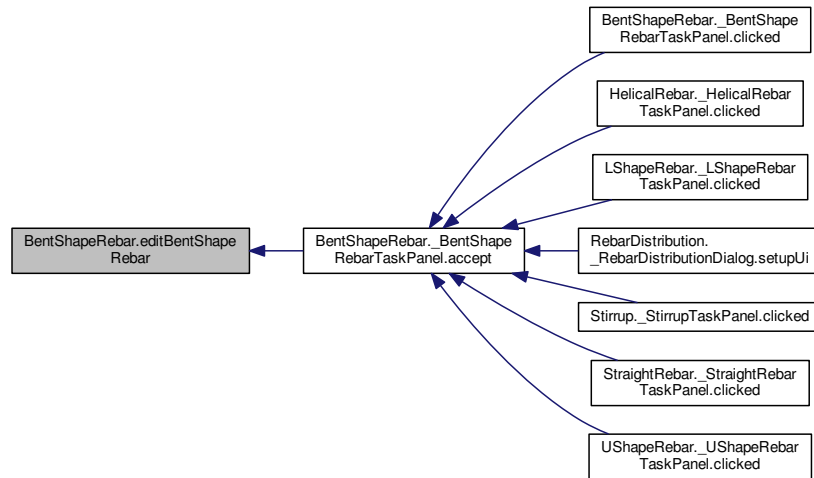 BentShapeRebar.editBentShape
Rebar
BentShapeRebar._BentShape
RebarTaskPanel.accept
BentShapeRebar._BentShape
RebarTaskPanel.clicked
HelicalRebar._HelicalRebar
TaskPanel.clicked
LShapeRebar._LShapeRebar
TaskPanel.clicked
RebarDistribution.
_RebarDistributionDialog.setupUi
Stirrup._StirrupTaskPanel.clicked
StraightRebar._StraightRebar
TaskPanel.clicked
UShapeRebar._UShapeRebar
TaskPanel.clicked